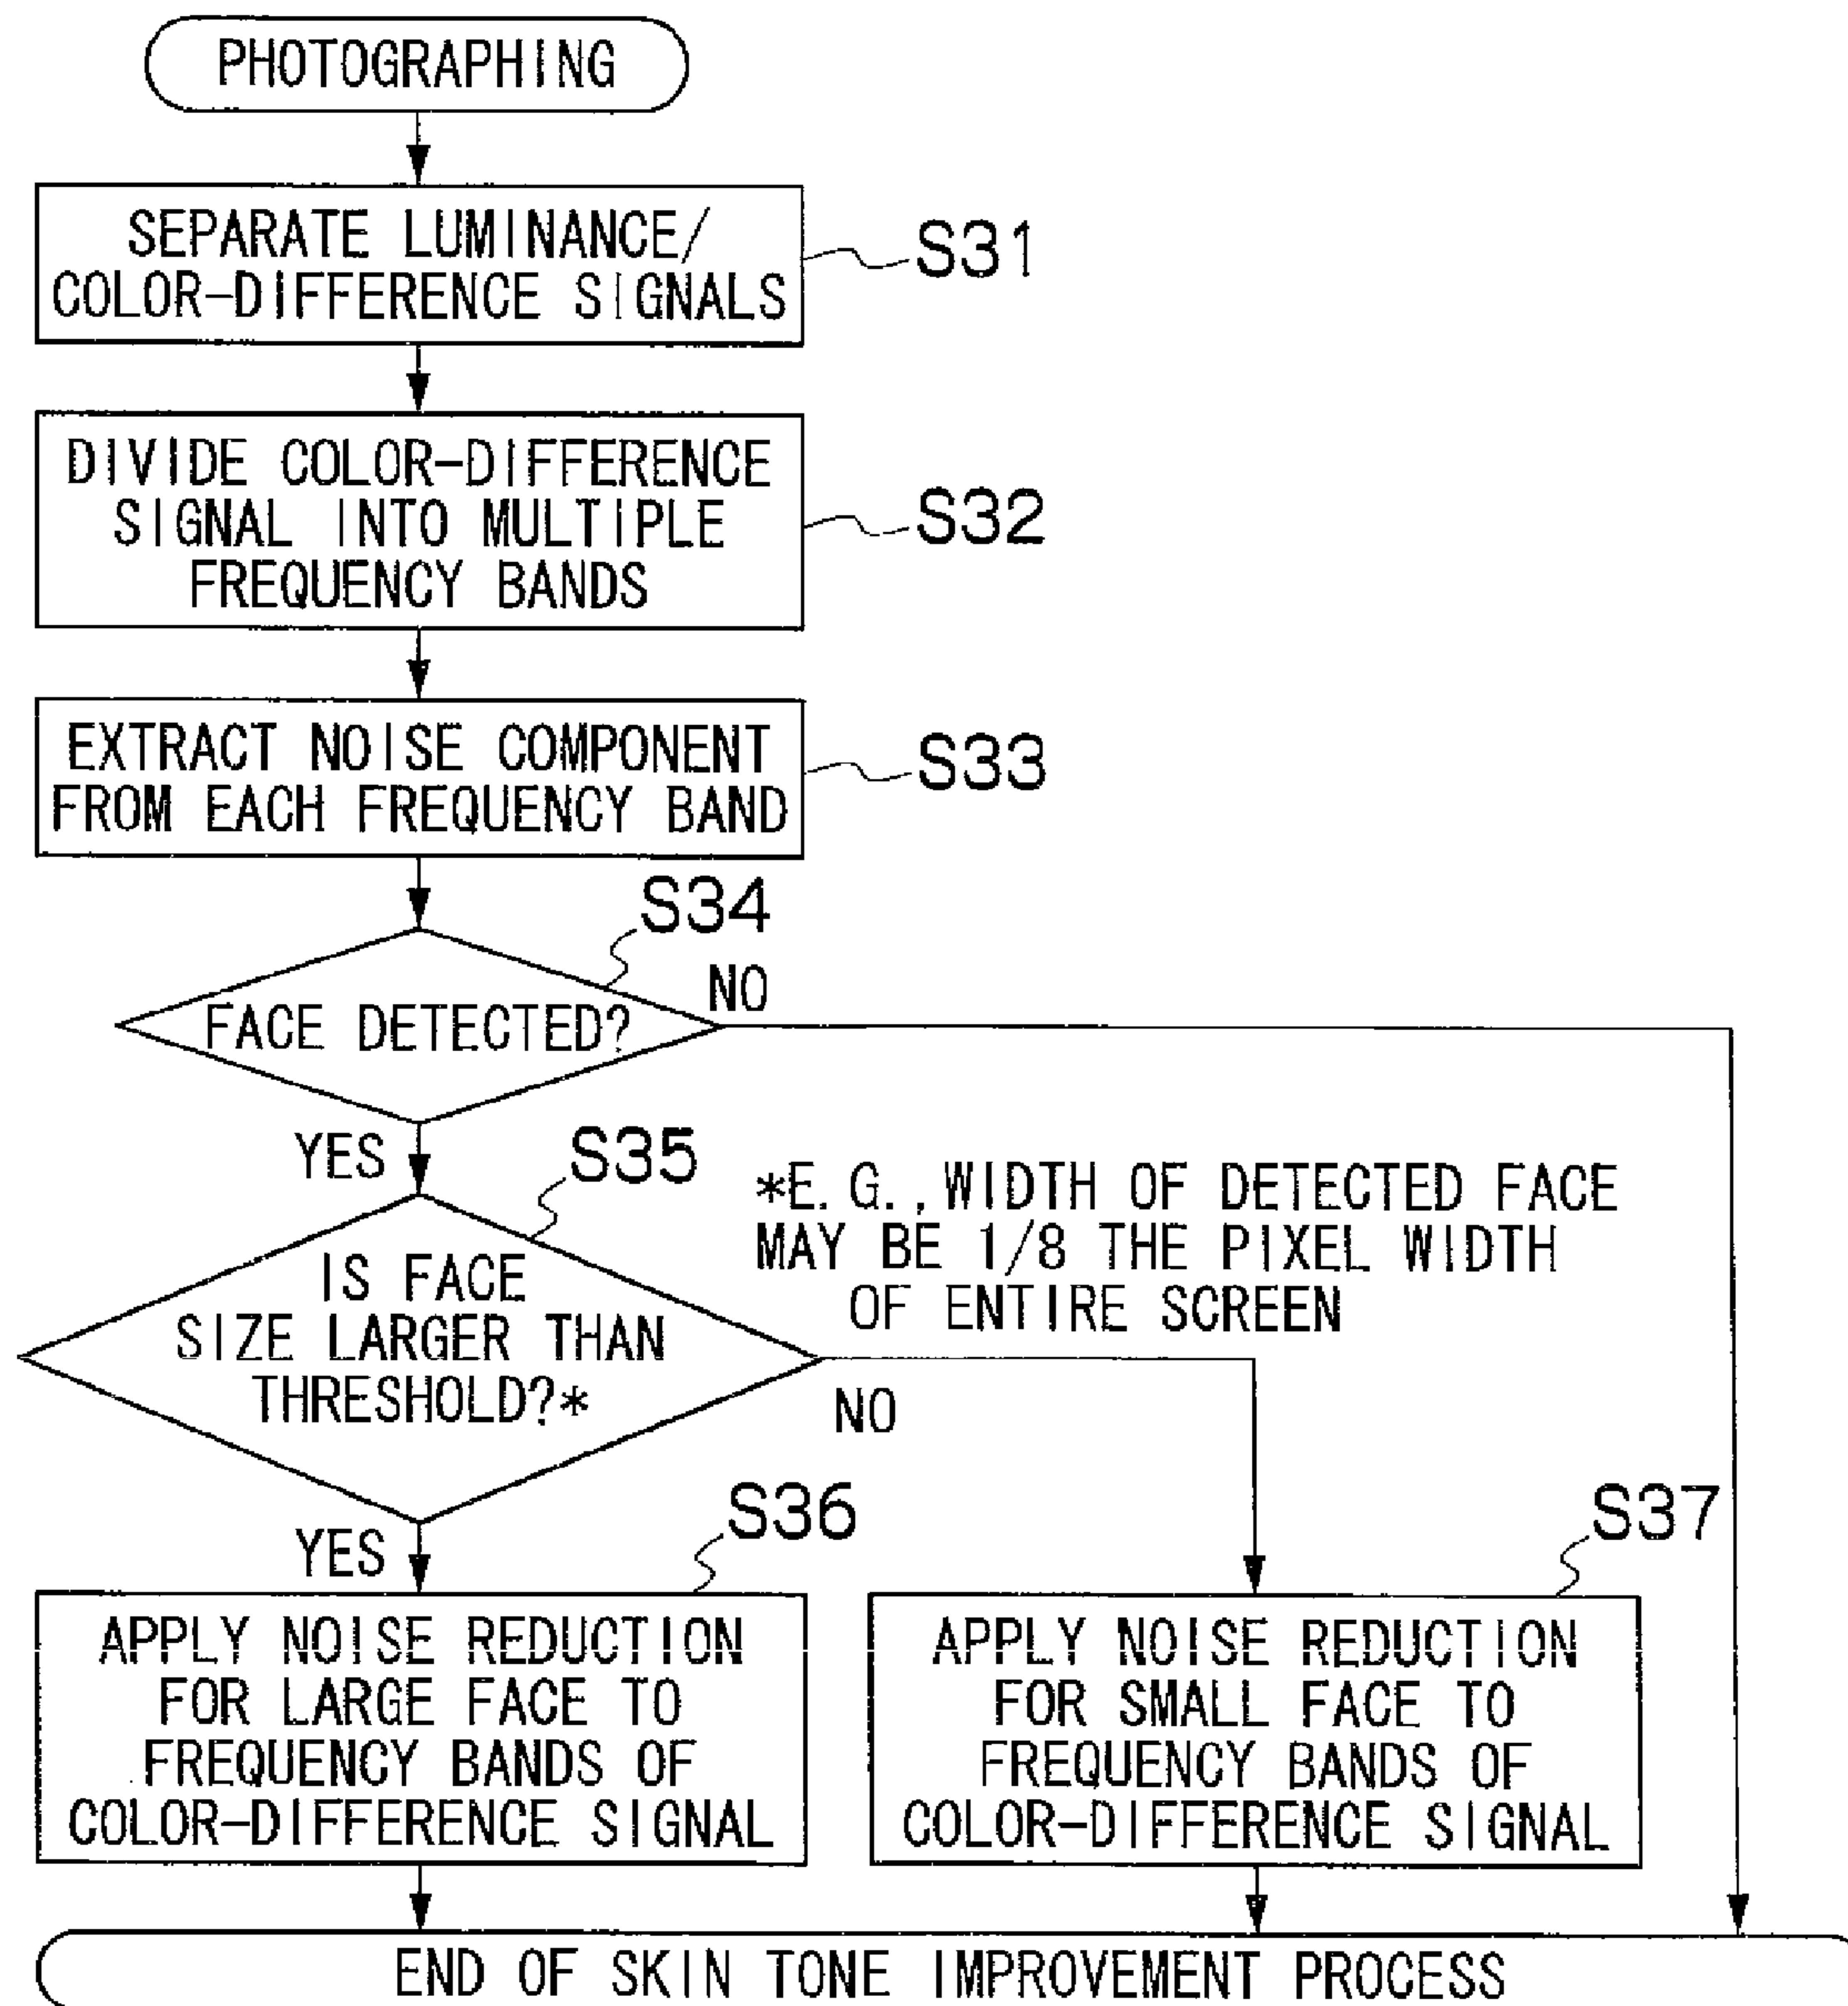 PHOTOGRAPHING
SEPARATE LUMINANCE/
COLOR-DIFFERENCE SIGNALS
S31
DIVIDE COLOR-DIFFERENCE
SIGNAL INTO MULTIPLE
FREQUENCY BANDS
S32
EXTRACT NOISE COMPONENT
FROM EACH FREQUENCY BAND
S33
S34
FACE DETECTED?
NO
YES
S35
*E.G.,WIDTH OF DETECTED FACE
MAY BE 1/8 THE PIXEL WIDTH
OF ENTIRE SCREEN
IS FACE
SIZE LARGER THAN
THRESHOLD?*
NO
YES
S36
APPLY NOISE REDUCTION
FOR LARGE FACE TO
FREQUENCY BANDS OF
COLOR-DIFFERENCE SIGNAL
S37
APPLY NOISE REDUCTION
FOR SMALL FACE TO
FREQUENCY BANDS OF
COLOR-DIFFERENCE SIGNAL
END OF SKIN TONE IMPROVEMENT PROCESS